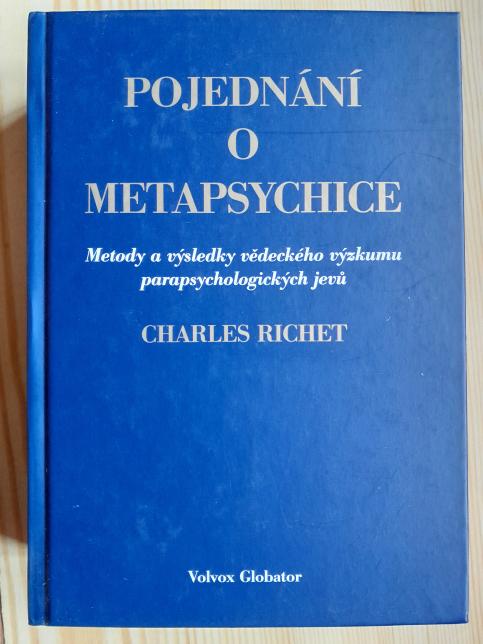 POJEDNÁNÍ
O
METAPSYCHICE
Metody a výsledky vědeckého výzkumu
parapsychologických jevů
CHARLES RICHET
Volvox Globator